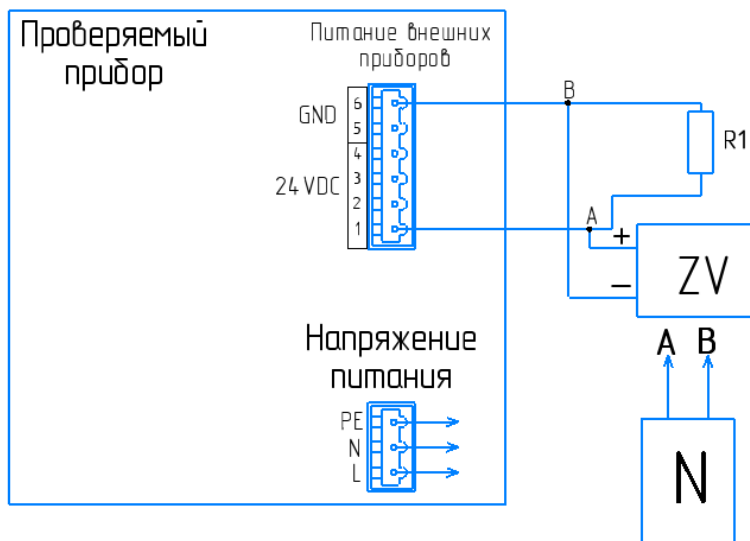 Проверяемый
прибор
Питание внешних
приборов
GND
24 VDC
6
5
4
3
2
1
B
A
R1
+
−
ZV
A B
N
Напряжение
питания
PE
N
L